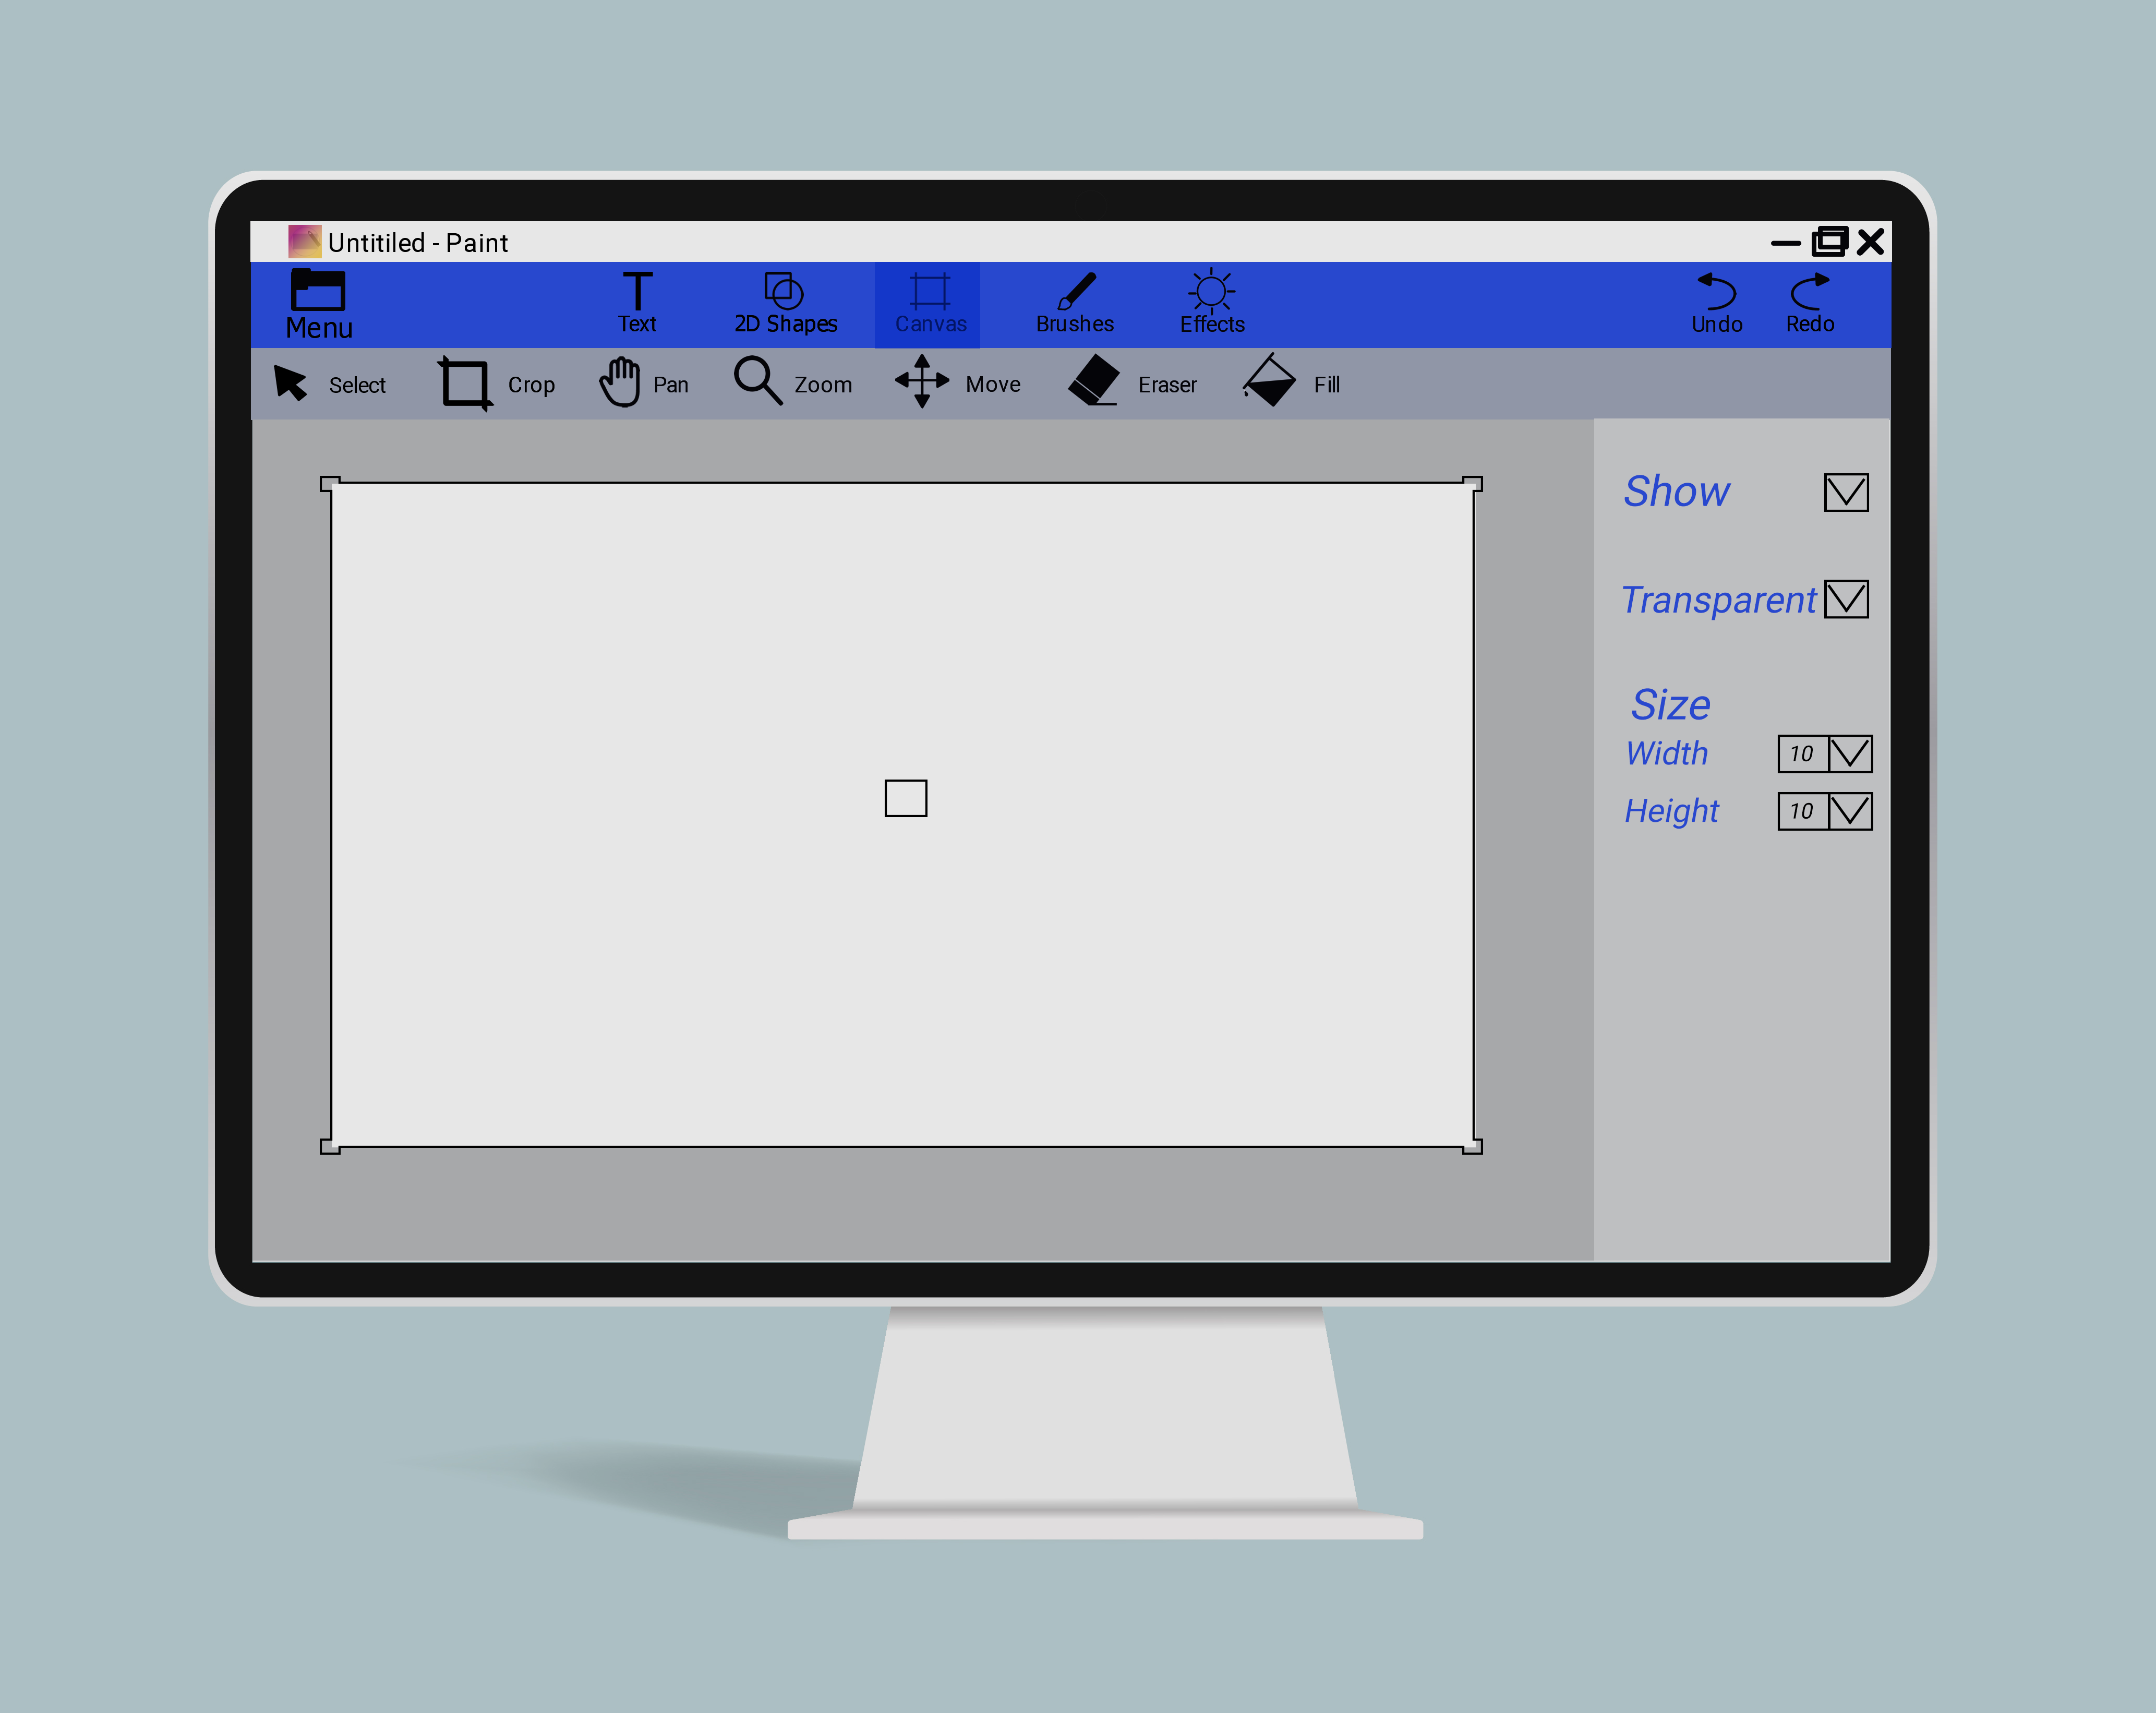 Untitiled - Paint
Menu Text 2D Shapes Canvas Brushes Effects Undo Redo
Select Crop Pan Zoom Move Eraser Fill
Show
Transparent
Size
Width 10
Height 10